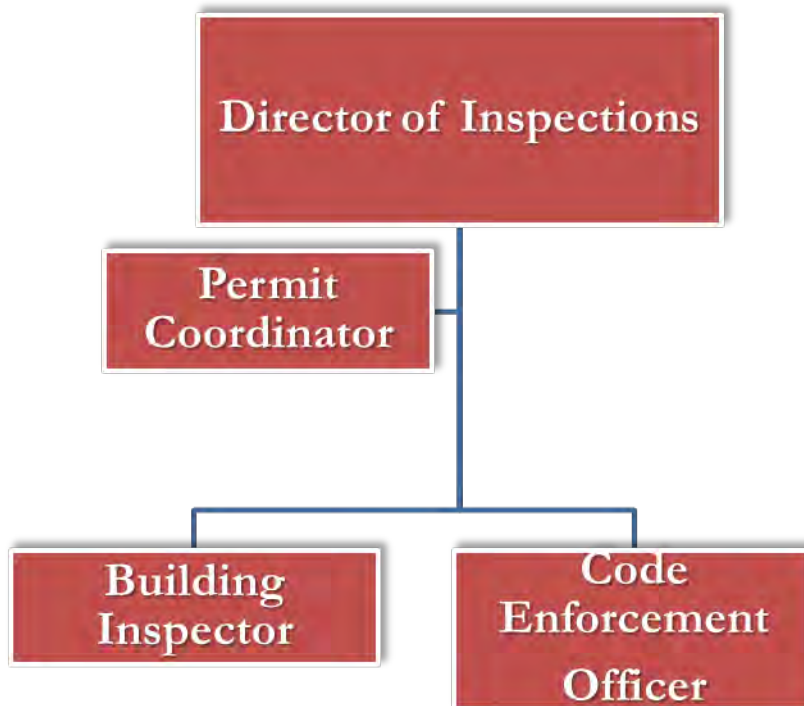 Director of Inspections
Permit
Coordinator
Building
Inspector
Code
Enforcement
Officer